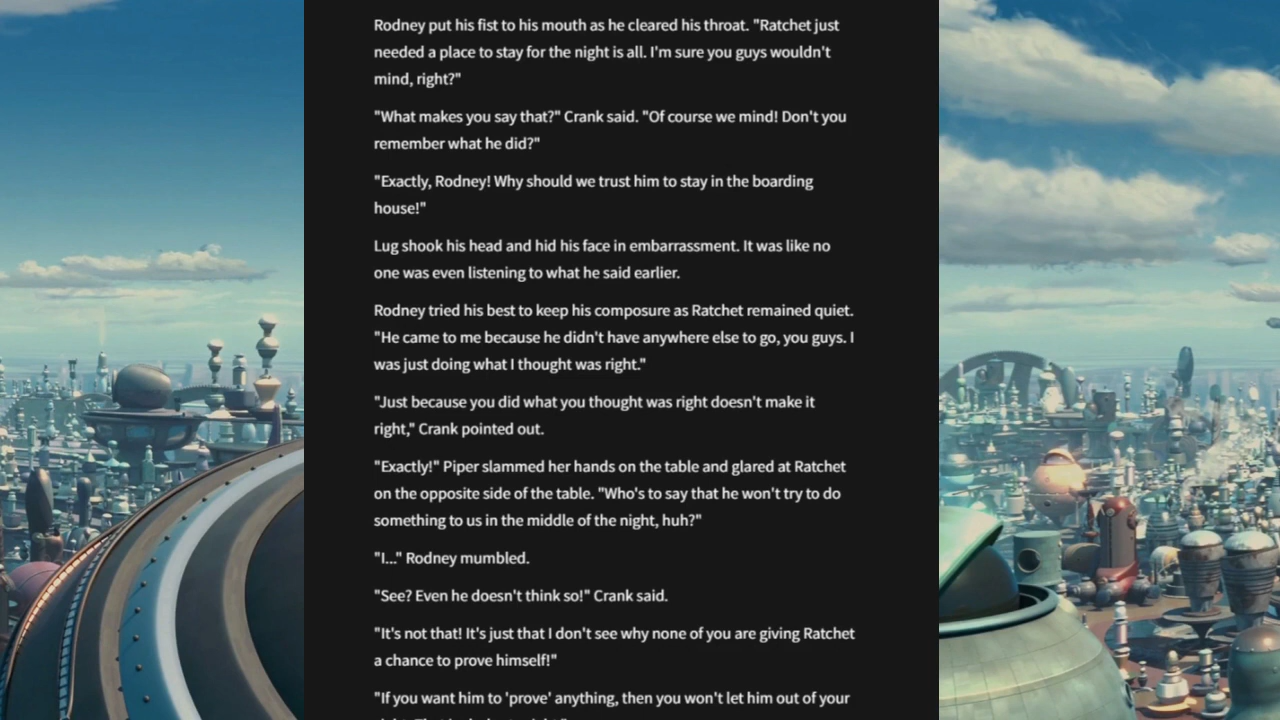 Rodney put his fist to his mouth as he cleared his throat. "Ratchet just
needed a place to stay for the night is all. I'm sure you guys wouldn't
mind, right?"
"What makes you say that?" Crank said. "Of course we mind! Don't you
remember what he did?"
"Exactly, Rodney! Why should we trust him to stay in the boarding
house!"
Lug shook his head and hid his face in embarrassment. It was like no
one was even listening to what he said earlier.
Rodney tried his best to keep his composure as Ratchet remained quiet.
"He came to me because he didn't have anywhere else to go, you guys. I
was just doing what I thought was right."
"Just because you did what you thought was right doesn't make it
right," Crank pointed out.
"Exactly!" Piper slammed her hands on the table and glared at Ratchet
on the opposite side of the table. "Who's to say that he won't try to do
something to us in the middle of the night, huh?"
"I..." Rodney mumbled.
"See? Even he doesn't think so!" Crank said.
"It's not that! It's just that I don't see why none of you are giving Ratchet
a chance to prove himself!"
"If you want him to 'prove' anything, then you won't let him out of your